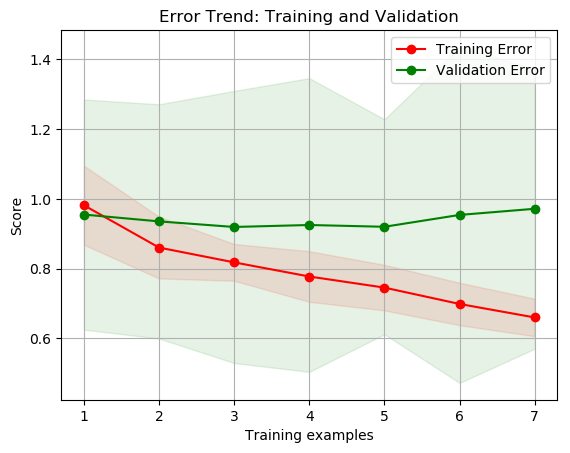 Error Trend: Training and Validation
Training Error
Validation Error
Score
1.4
1.2
1.0
0.8
0.6
1 2 3 4 5 6 7
Training examples